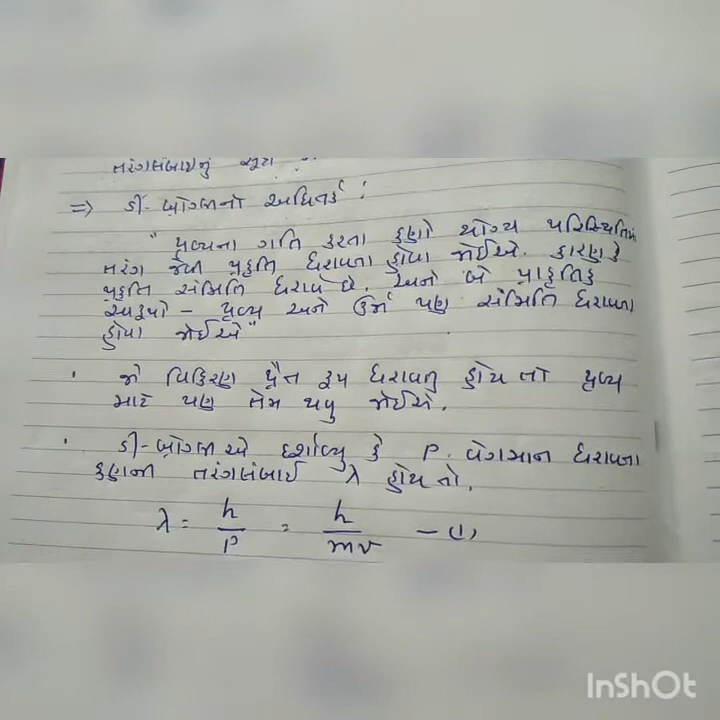 તરંગલંબાઈનું સૂત્ર
⇒ ડી-બ્રોગ્લીનો અધિતર્ક :
"દ્રવ્યના ગતિ કરતા કણો યોગ્ય પરિસ્થિતિમાં
તરંગ જેવી પ્રકૃતિ ધરાવતા હોવા જોઈએ. કારણ કે
પ્રકૃતિ સંમિતિ ધરાવે છે. અને બે પ્રાકૃતિક
સ્વરૂપો - દ્રવ્ય અને ઉર્જા પણ સંમિતિ ધરાવતા
હોવા જોઈએ"
· જો વિકિરણ દ્વૈત રૂપ ધરાવતુ હોય તો દ્રવ્ય
માટે પણ તેમ થવુ જોઈએ.
· ડી-બ્રોગ્લીએ દર્શાવ્યુ કે P. વેગમાન ધરાવતા
કણની તરંગલંબાઈ λ હોય તો,
λ = h/P = h/mv — (1)
InShOt